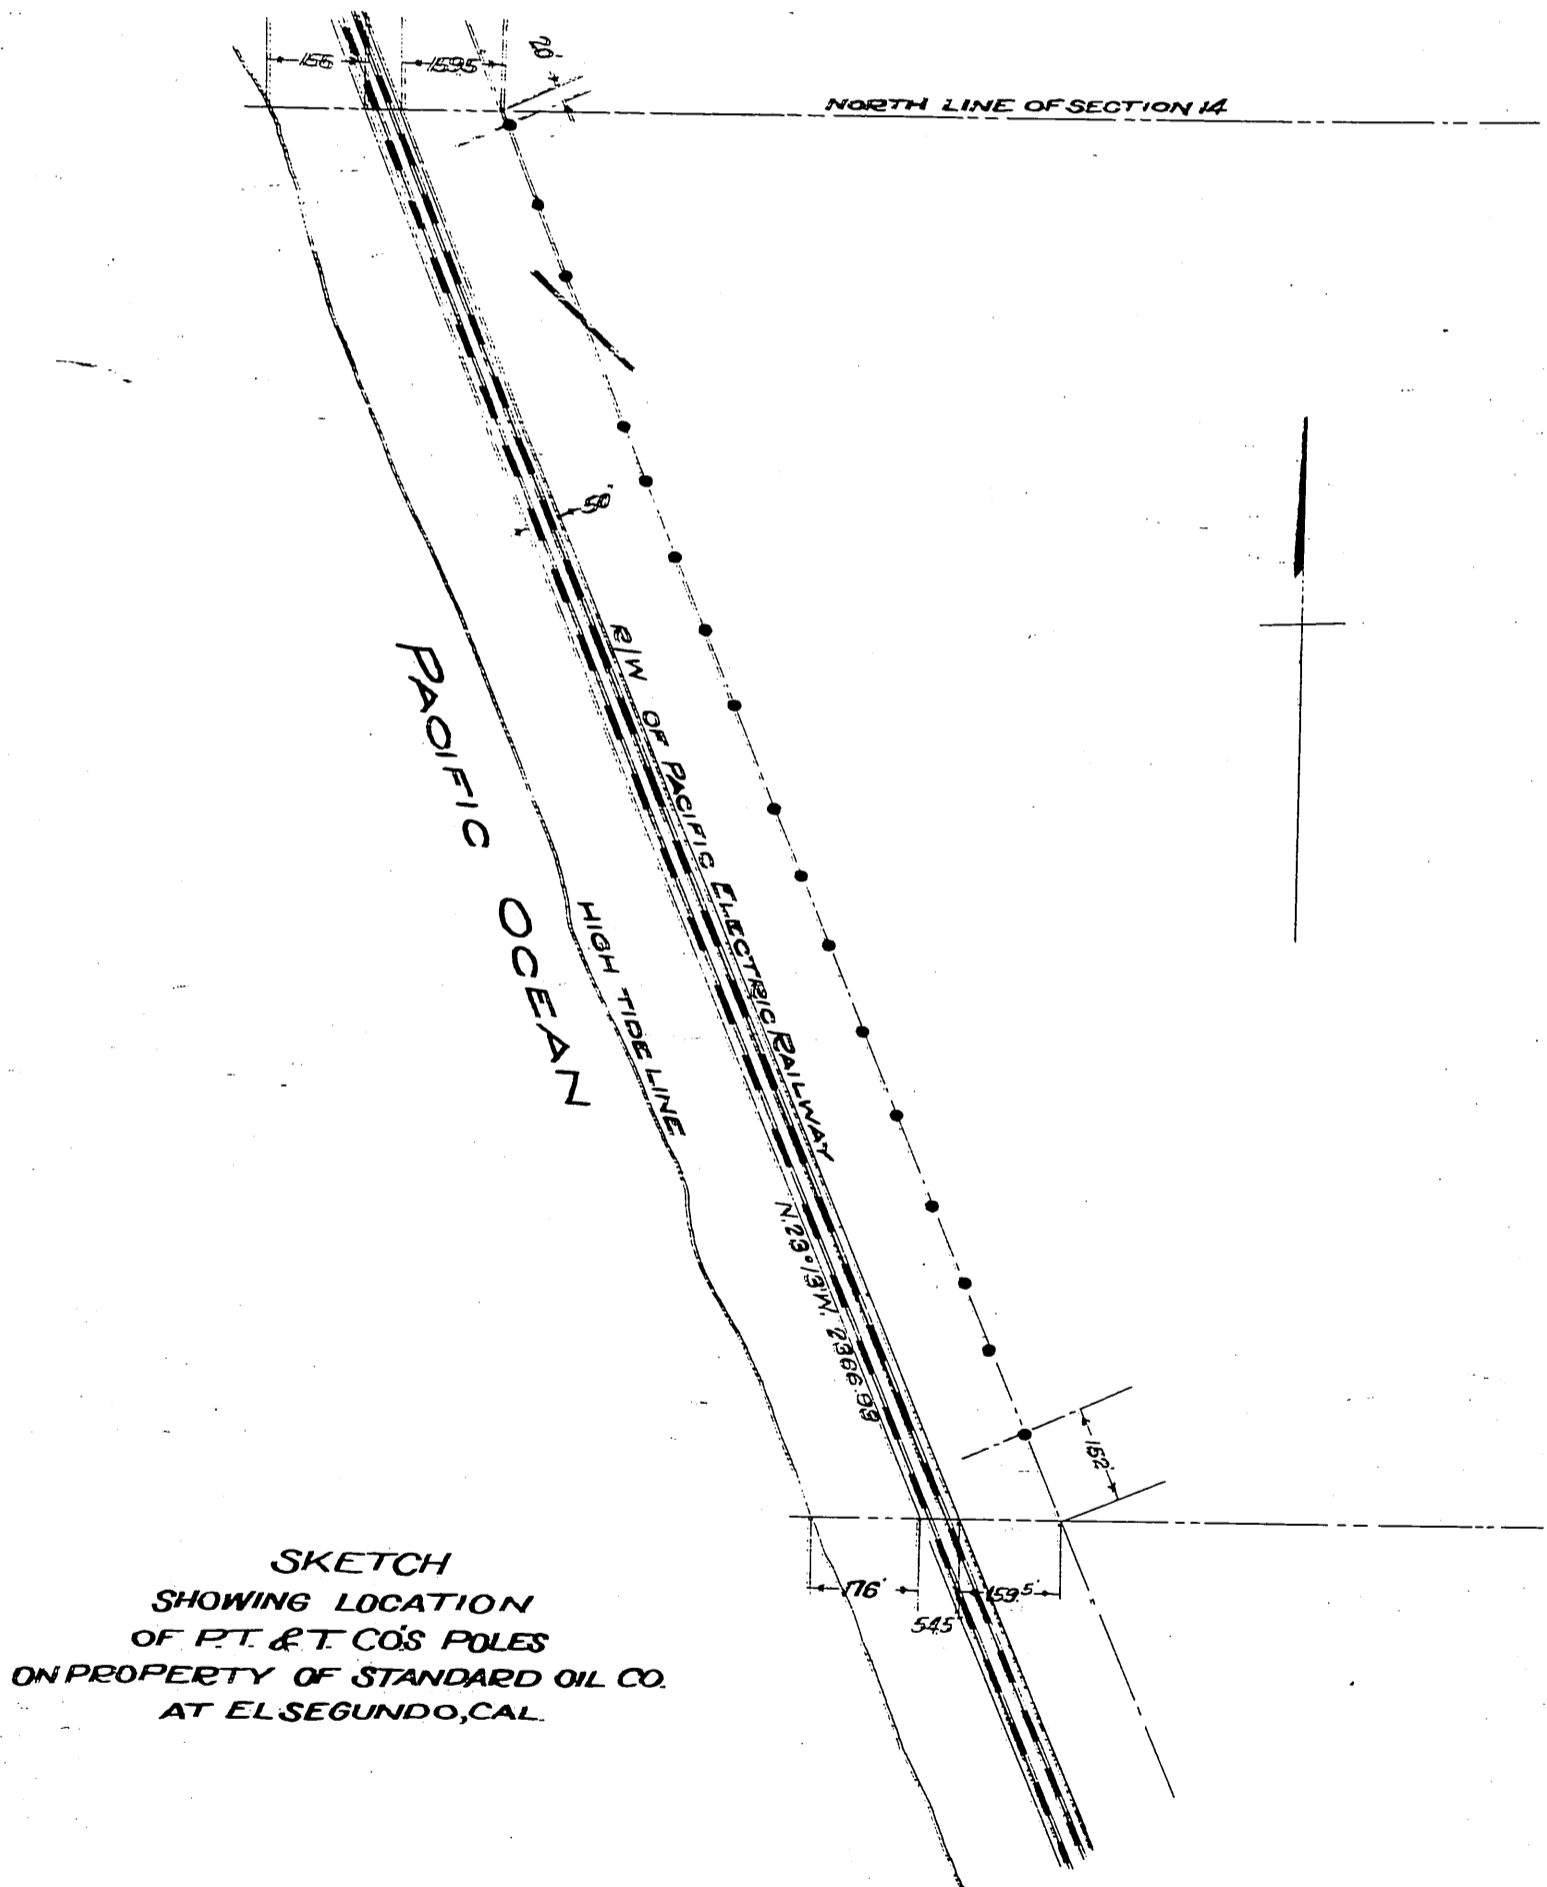 155
159.5
20'
NORTH LINE OF SECTION 14
50'
R/W OF PACIFIC ELECTRIC RAILWAY
PACIFIC OCEAN
HIGH TIDE LINE
N.23°13'W. 2366.93
152'
176'
54.5
159.5'
SKETCH
SHOWING LOCATION
OF P.T. & T. CO'S POLES
ON PROPERTY OF STANDARD OIL CO.
AT EL SEGUNDO, CAL.